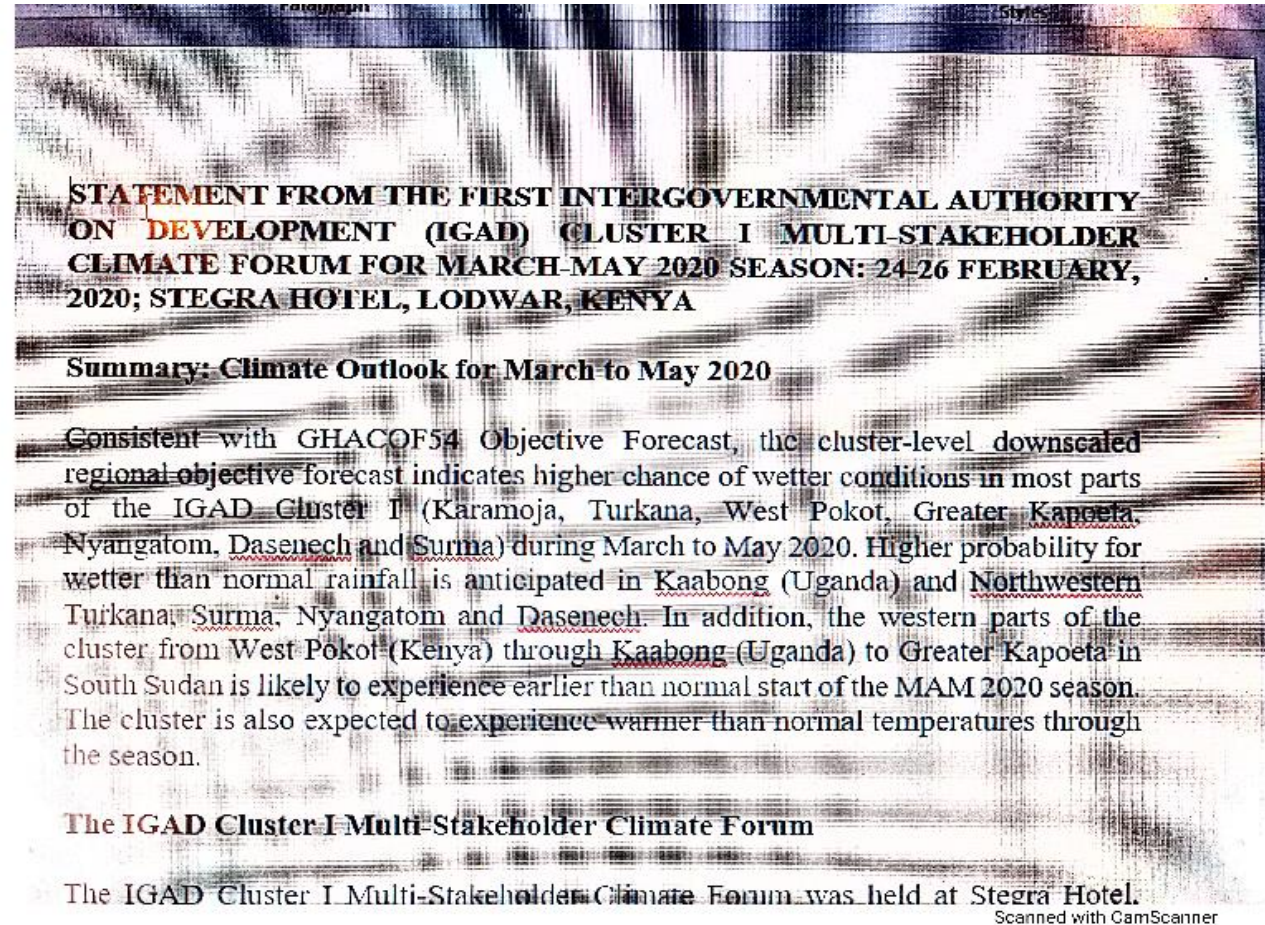 Paragraph
Styles
STATEMENT FROM THE FIRST INTERGOVERNMENTAL AUTHORITY
ON DEVELOPMENT (IGAD) CLUSTER I MULTI-STAKEHOLDER
CLIMATE FORUM FOR MARCH-MAY 2020 SEASON: 24-26 FEBRUARY,
2020; STEGRA HOTEL, LODWAR, KENYA
Summary: Climate Outlook for March to May 2020
Consistent with GHACOF54 Objective Forecast, the cluster-level downscaled
regional objective forecast indicates higher chance of wetter conditions in most parts
of the IGAD Cluster I (Karamoja, Turkana, West Pokot, Greater Kapoeta,
Nyangatom, Dasenech and Surma) during March to May 2020. Higher probability for
wetter than normal rainfall is anticipated in Kaabong (Uganda) and Northwestern
Turkana, Surma, Nyangatom and Dasenech. In addition, the western parts of the
cluster from West Pokot (Kenya) through Kaabong (Uganda) to Greater Kapoeta in
South Sudan is likely to experience earlier than normal start of the MAM 2020 season.
The cluster is also expected to experience warmer than normal temperatures through
the season.
The IGAD Cluster I Multi-Stakeholder Climate Forum
The IGAD Cluster I Multi-Stakeholder Climate Forum was held at Stegra Hotel,
Scanned with CamScanner